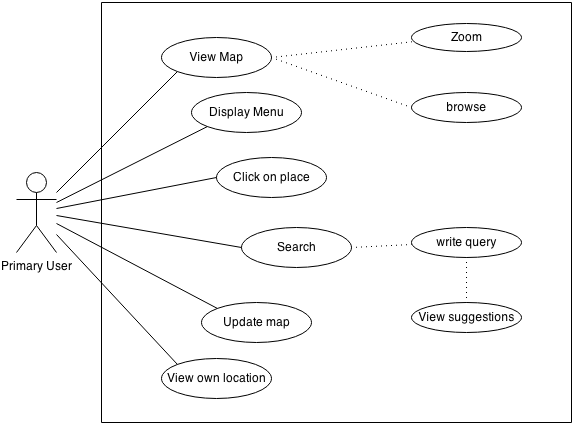 View Map
Zoom
Display Menu
browse
Click on place
Primary User
Search
write query
Update map
View suggestions
View own location